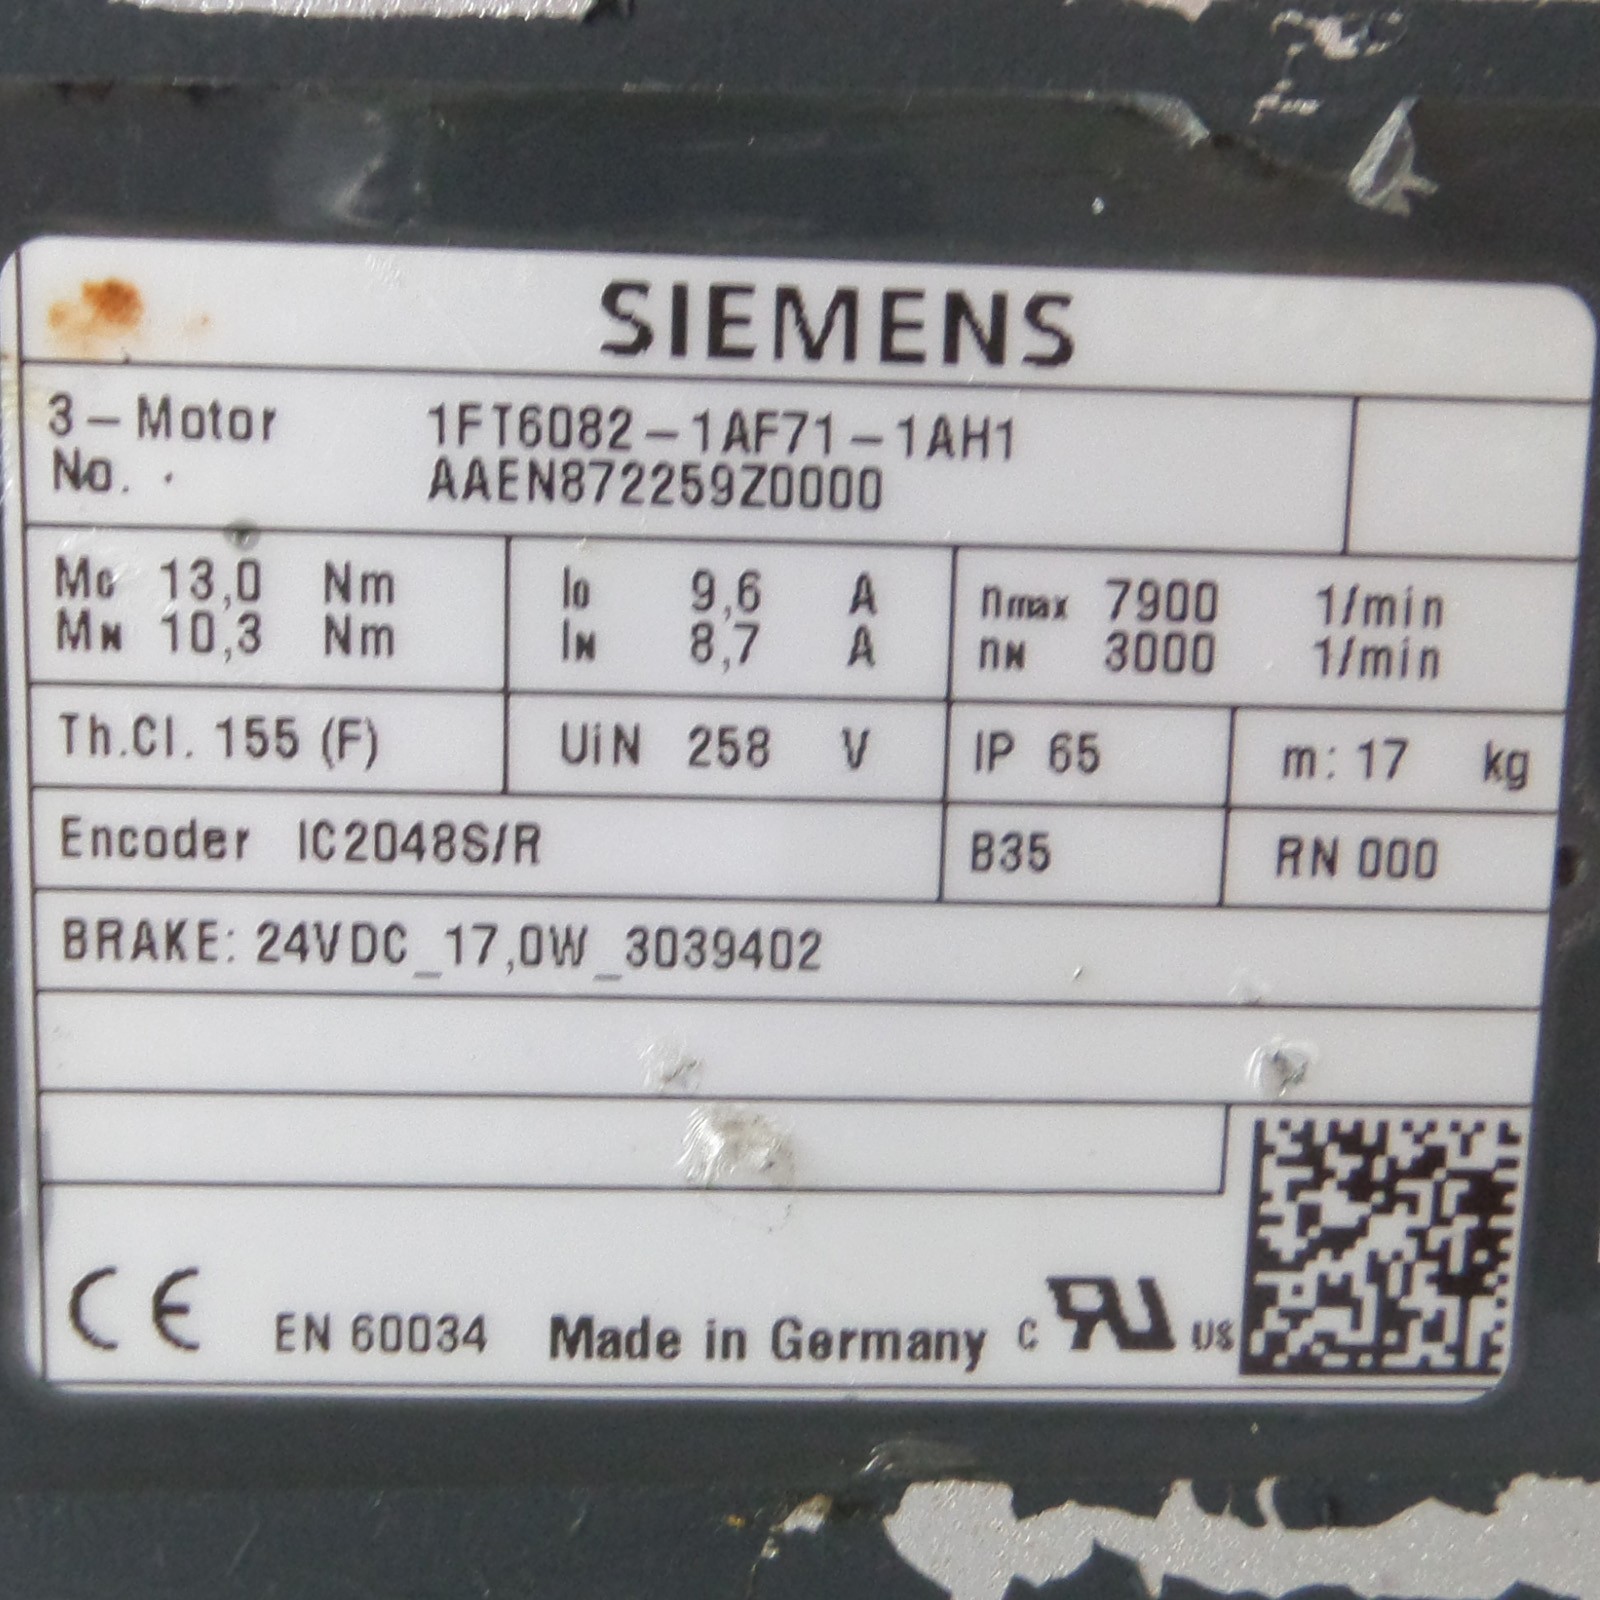 SIEMENS
3 – Motor 1FT6082 – 1AF71 – 1AH1
No. AAEN872259Z0000
Mo 13,0 Nm Io 9,6 A nmax 7900 1/min
MN 10,3 Nm IN 8,7 A nN 3000 1/min
Th.Cl. 155 (F) UiN 258 V IP 65 m: 17 kg
Encoder IC2048S/R B35 RN 000
BRAKE: 24VDC_17,0W_3039402
CE EN 60034 Made in Germany c RU US